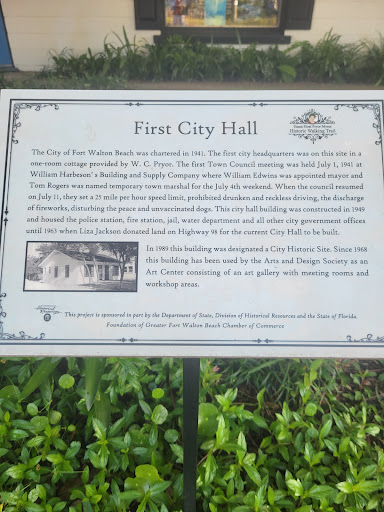 Historic Walking Trail
First City Hall
The City of Fort Walton Beach was chartered in 1941. The first city headquarters was on this site in a
one-room cottage provided by W. C. Pryor. The first Town Council meeting was held July 1, 1941 at
William Harbeson's Building and Supply Company where William Edwins was appointed mayor and
Tom Rogers was named temporary town marshal for the July 4th weekend. When the council resumed
on July 11, they set a 25 mile per hour speed limit, prohibited drunken and reckless driving, the discharge
of fireworks, disturbing the peace and unvaccinated dogs. This city hall building was constructed in 1949
and housed the police station, fire station, jail, water department and all other city government offices
until 1963 when Liza Jackson donated land on Highway 98 for the current City Hall to be built.
In 1989 this building was designated a City Historic Site. Since 1968
this building has been used by the Arts and Design Society as an
Art Center consisting of an art gallery with meeting rooms and
workshop areas.
This project is sponsored in part by the Department of State, Division of Historical Resources and the State of Florida.
Foundation of Greater Fort Walton Beach Chamber of Commerce